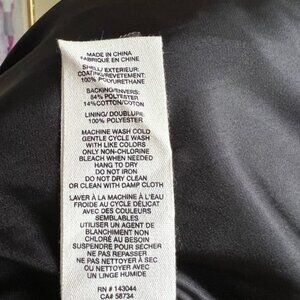 MADE IN CHINA
FABRIQUÉ EN CHINE
SHELL/ EXTERIEUR:
COATING/REVÊTEMENT:
100% POLYURETHANE
BACKING/ENVERS:
84% POLYESTER
14%COTTON/COTON
LINING/ DOUBLURE:
100% POLYESTER
MACHINE WASH COLD
GENTLE CYCLE WASH
WITH LIKE COLORS
ONLY NON-CHLORINE
BLEACH WHEN NEEDED
HANG TO DRY
DO NOT IRON
DO NOT DRY CLEAN
OR CLEAN WITH DAMP CLOTH
LAVER À LA MACHINE À L'EAU
FROIDE AU CYCLE DÉLICAT
AVEC DES COULEURS
SEMBLABLES
UTILISER UN AGENT DE
BLANCHIMENT NON
CHLORÉ AU BESOIN
SUSPENDRE POUR SÉCHER
NE PAS REPASSER
NE PAS NETTOYER À SEC
OU NETTOYER AVEC
UN LINGE HUMIDE
RN # 143044
CA# 58734